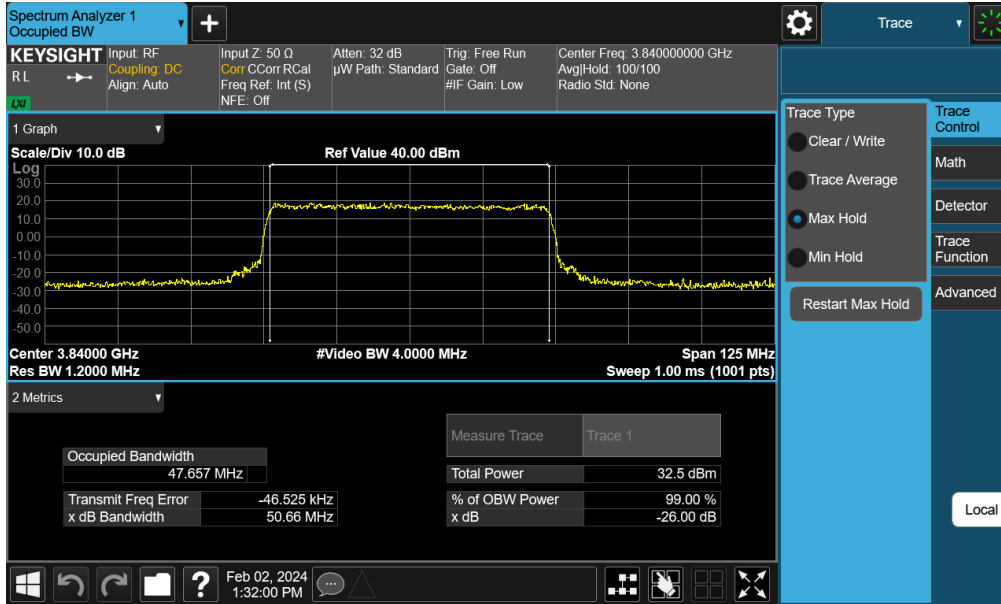 Spectrum Analyzer 1
Occupied BW
Trace
KEYSIGHT
R L
LXI
Input: RF
Coupling: DC
Align: Auto
Input Z: 50 Ω
Corr CCorr RCal
Freq Ref: Int (S)
NFE: Off
Atten: 32 dB
µW Path: Standard
Trig: Free Run
Gate: Off
#IF Gain: Low
Center Freq: 3.840000000 GHz
Avg|Hold: 100/100
Radio Std: None
1 Graph
Scale/Div 10.0 dB
Ref Value 40.00 dBm
Log
30.0
20.0
10.0
0.00
-10.0
-20.0
-30.0
-40.0
-50.0
Center 3.84000 GHz
#Video BW 4.0000 MHz
Span 125 MHz
Res BW 1.2000 MHz
Sweep 1.00 ms (1001 pts)
2 Metrics
Measure Trace Trace 1
Occupied Bandwidth
47.657 MHz
Total Power 32.5 dBm
Transmit Freq Error -46.525 kHz
% of OBW Power 99.00 %
x dB Bandwidth 50.66 MHz
x dB -26.00 dB
Trace Type
Clear / Write
Trace Average
Max Hold
Min Hold
Restart Max Hold
Trace
Control
Math
Detector
Trace
Function
Advanced
Local
?
Feb 02, 2024
1:32:00 PM